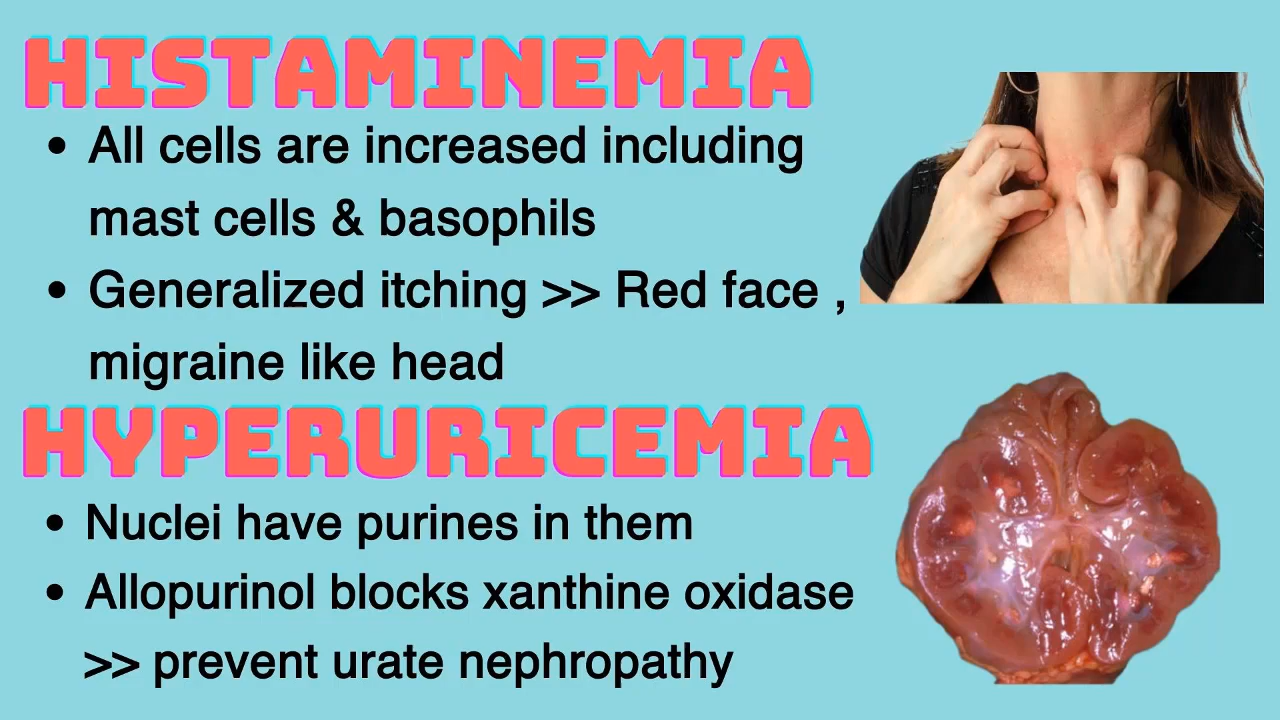 HISTAMINEMIA
• All cells are increased including
mast cells & basophils
• Generalized itching >> Red face ,
migraine like head
HYPERURICEMIA
• Nuclei have purines in them
• Allopurinol blocks xanthine oxidase
>> prevent urate nephropathy